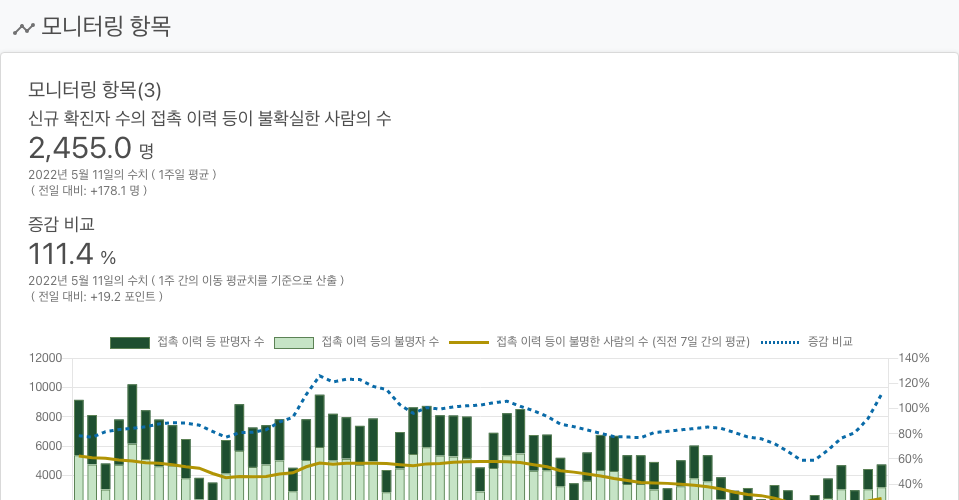 모니터링 항목
모니터링 항목(3)
신규 확진자 수의 접촉 이력 등이 불확실한 사람의 수
2,455.0 명
2022년 5월 11일의 수치 ( 1주일 평균 )
( 전일 대비: +178.1 명 )
증감 비교
111.4 %
2022년 5월 11일의 수치 ( 1주 간의 이동 평균치를 기준으로 산출 )
( 전일 대비: +19.2 포인트 )
접촉 이력 등 판명자 수 접촉 이력 등의 불명자 수 접촉 이력 등이 불명한 사람의 수 (직전 7일 간의 평균) 증감 비교
12000 140%
10000 120%
8000 100%
6000 80%
4000 60%
40%